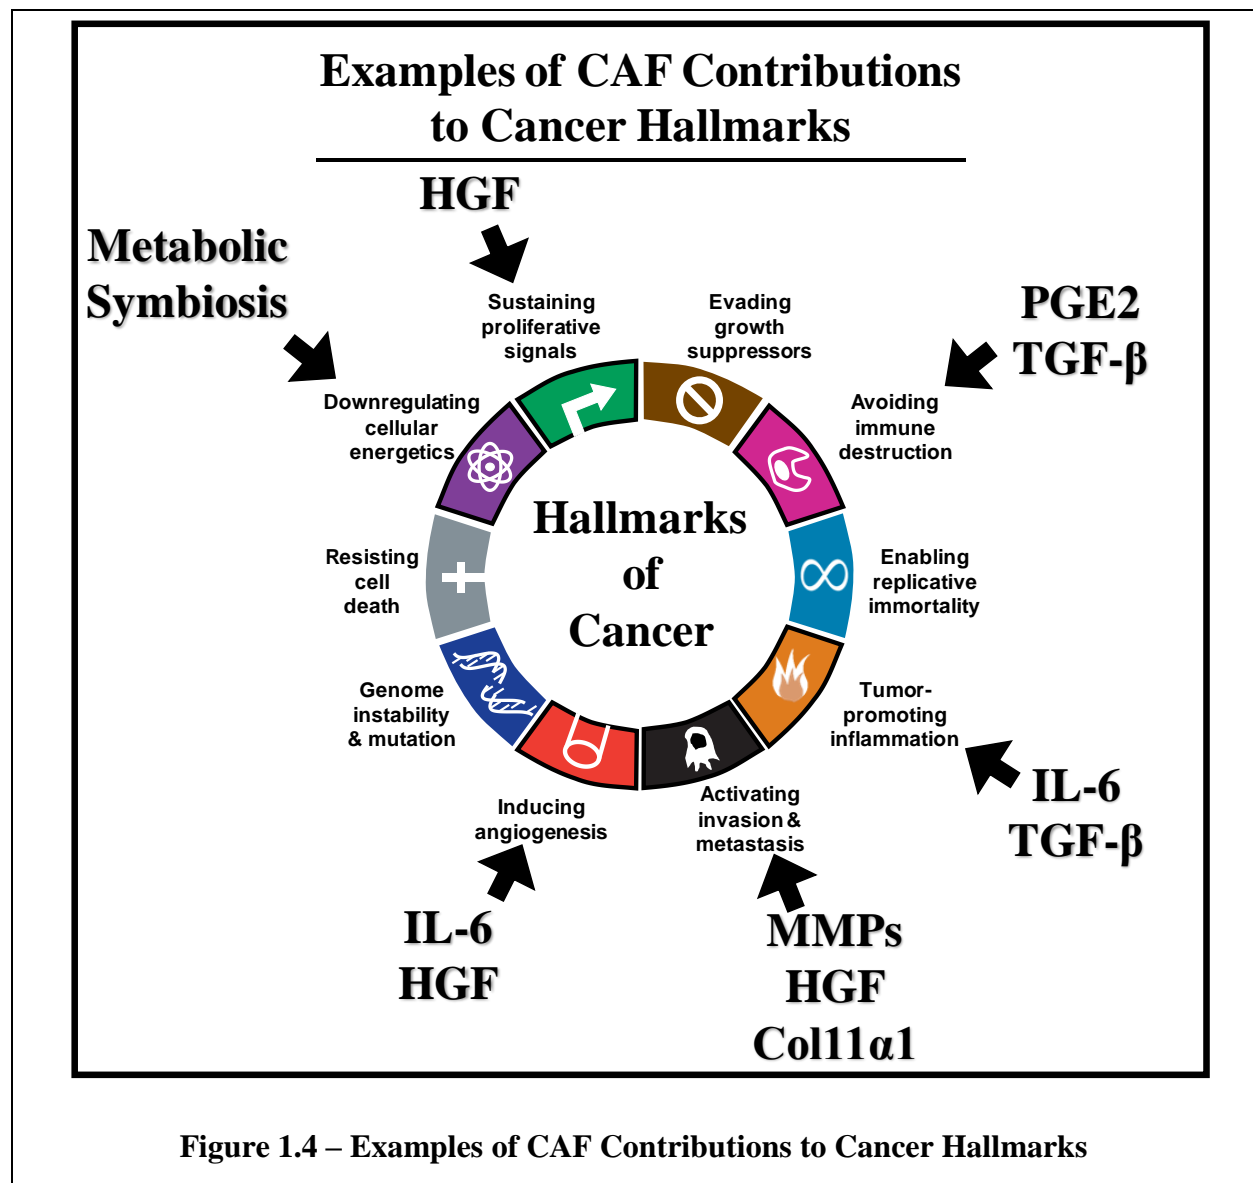 Examples of CAF Contributions
to Cancer Hallmarks
HGF
Metabolic
Symbiosis
PGE2
TGF-β
Sustaining
proliferative
signals
Evading
growth
suppressors
Downregulating
cellular
energetics
Avoiding
immune
destruction
Hallmarks
of
Cancer
Resisting
cell
death
Enabling
replicative
immortality
Genome
instability
& mutation
Tumor-
promoting
inflammation
Inducing
angiogenesis
Activating
invasion &
metastasis
IL-6
TGF-β
IL-6
HGF
MMPs
HGF
Col11α1
Figure 1.4 – Examples of CAF Contributions to Cancer Hallmarks